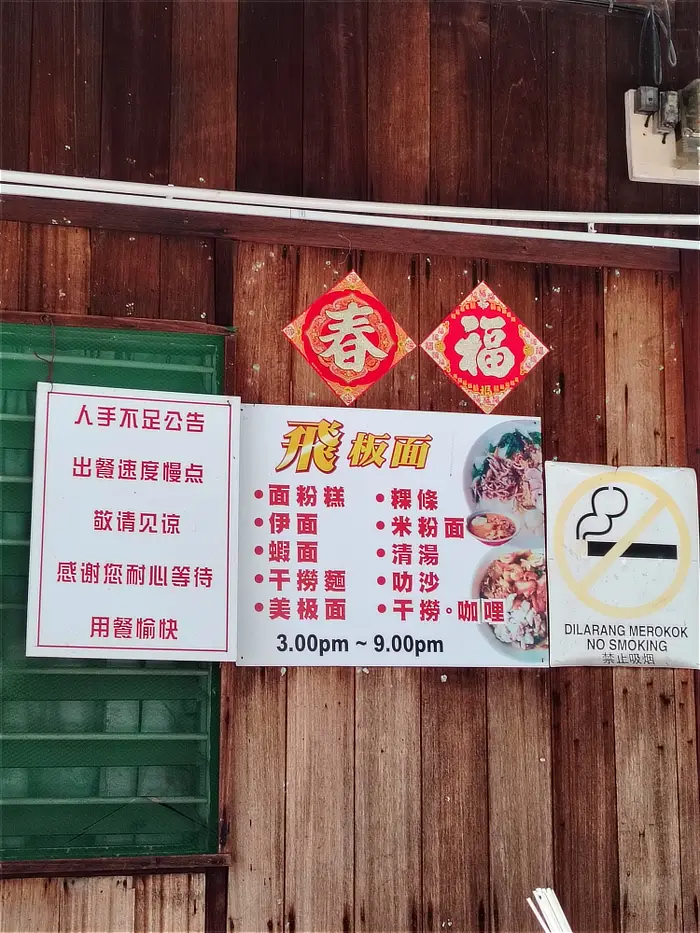 春
福
人手不足公告
出餐速度慢点
敬请见谅
感谢您耐心等待
用餐愉快
飛板面
•面粉糕
•伊面
•蝦面
•干撈麵
•美极面
•粿條
•米粉面
•清湯
•叻沙
•干撈。咖喱
3.00pm ~ 9.00pm
DILARANG MEROKOK
NO SMOKING
禁止吸烟